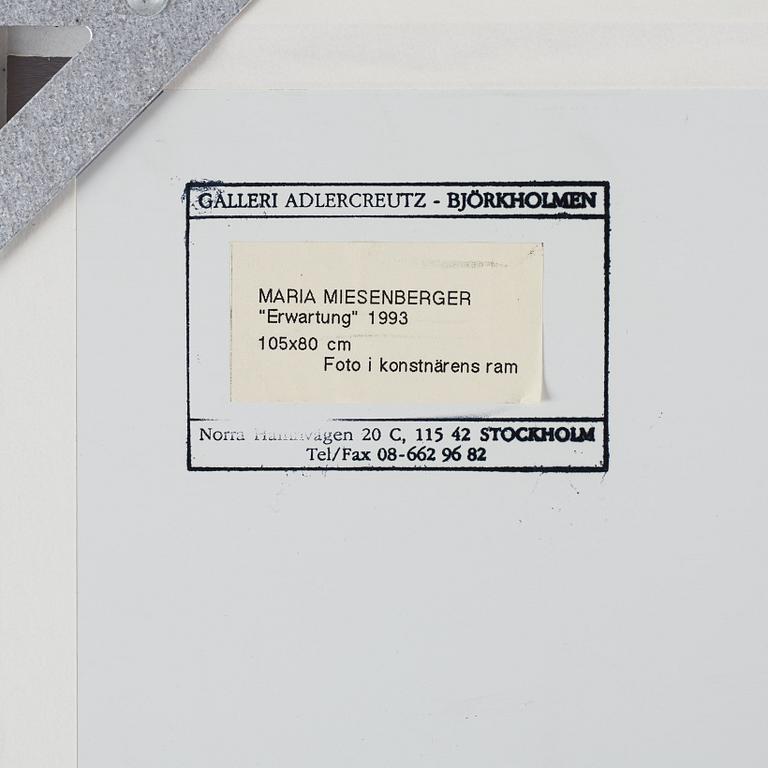 GALLERI ADLERCREUTZ - BJÖRKHOLMEN
MARIA MIESENBERGER
"Erwartung" 1993
105x80 cm
Foto i konstnärens ram
Norra Hamnvägen 20 C, 115 42 STOCKHOLM
Tel/Fax 08-662 96 82